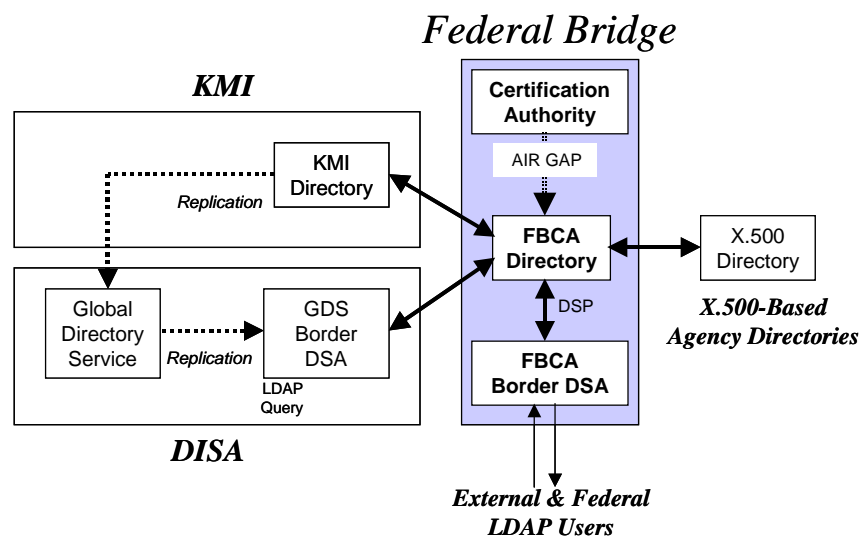 Federal Bridge
KMI
Certification
Authority
AIR GAP
KMI
Directory
Replication
FBCA
Directory
X.500
Directory
Global
Directory
Service
Replication
GDS
Border
DSA
LDAP
Query
DSP
X.500-Based
Agency Directories
FBCA
Border DSA
DISA
External & Federal
LDAP Users